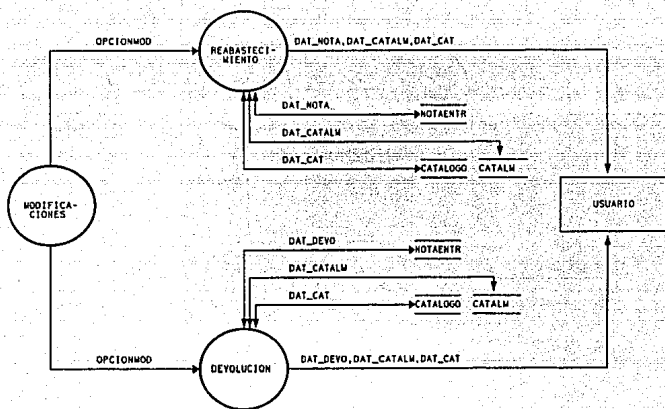 OPCIONMOD
REABASTECI-
MIENTO
DAT_NOTA,DAT_CATALM,DAT_CAT
DAT_NOTA
NOTAENTR
DAT_CATALM
DAT_CAT
CATALOGO CATALM
MODIFICA-
CIONES
USUARIO
DAT_DEVO
NOTAENTR
DAT_CATALM
DAT_CAT
CATALOGO CATALM
OPCIONMOD
DEVOLUCION
DAT_DEVO,DAT_CATALM,DAT_CAT